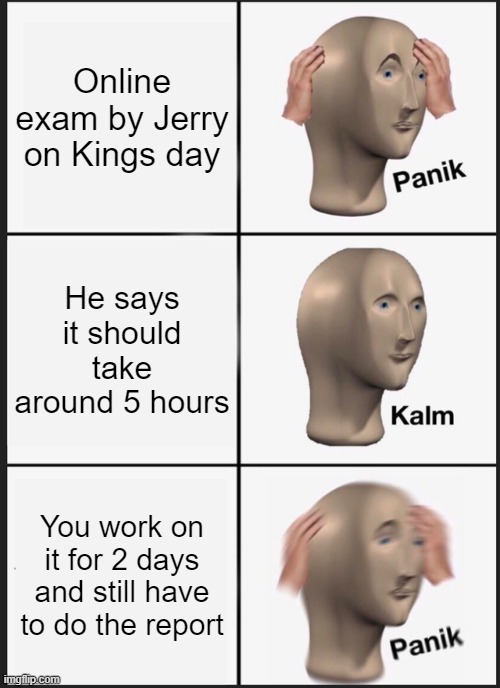 Online
exam by Jerry
on Kings day
Panik
He says
it should
take
around 5 hours
Kalm
You work on
it for 2 days
and still have
to do the report
Panik
imgflip.com